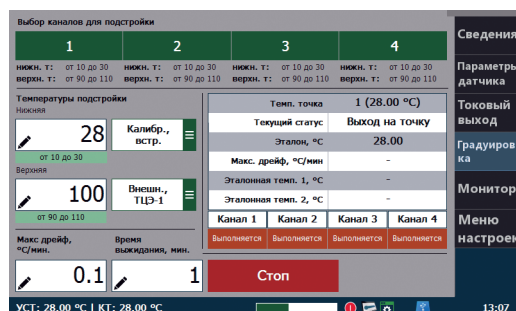 Выбор каналов для подстройки
1 2 3 4
нижн. т: от 10 до 30 нижн. т: от 10 до 30 нижн. т: от 10 до 30 нижн. т: от 10 до 30
верхн. т: от 90 до 110 верхн. т: от 90 до 110 верхн. т: от 90 до 110 верхн. т: от 90 до 110
Температуры подстройки
Нижняя
28
Калибр.,
встр.
от 10 до 30
Верхняя
100
Внешн.,
ТЦЭ-1
от 90 до 110
Макс дрейф,
°С/мин.
0.1
Время
выжидания, мин.
1
Темп. точка 1 (28.00 °C)
Текущий статус Выход на точку
Эталон, °С 28.00
Макс. дрейф, °С/мин -
Эталонная темп. 1, °С -
Эталонная темп. 2, °С -
Канал 1 Канал 2 Канал 3 Канал 4
Выполняется Выполняется Выполняется Выполняется
Стоп
Сведения
Параметры
датчика
Токовый
выход
Градуиров
ка
Монитор
Меню
настроек
УСТ: 28.00 °C | КТ: 28.00 °C
13:07